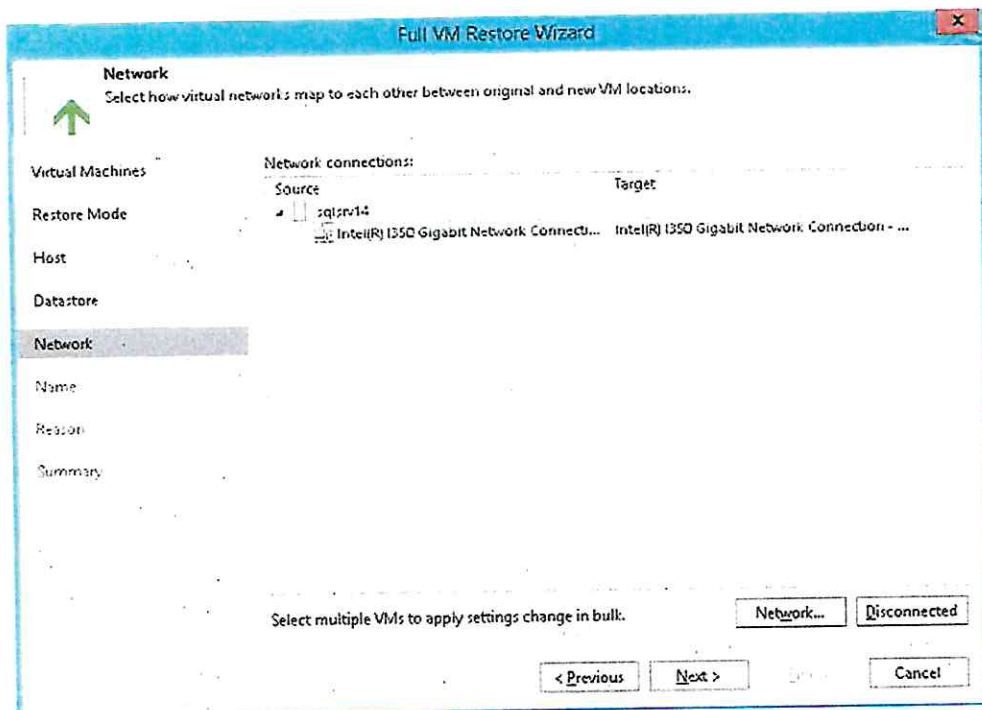 Full VM Restore Wizard
x
Network
Select how virtual networks map to each other between original and new VM locations.
Virtual Machines
Restore Mode
Host
Datastore
Network
Name
Reason
Summary
Network connections:
Source Target
sqlsrv14
Intel(R) I350 Gigabit Network Connecti... Intel(R) I350 Gigabit Network Connection - ...
Select multiple VMs to apply settings change in bulk.
Network... Disconnected
< Previous Next > Cancel